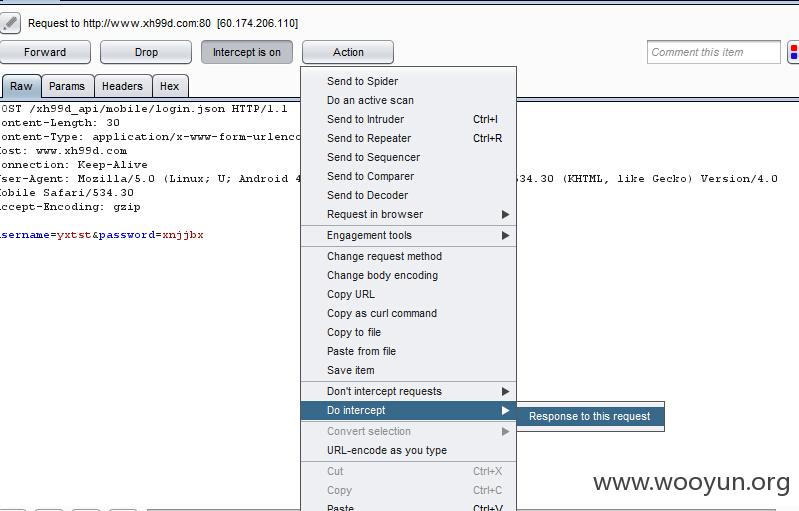 Request to http://www.xh99d.com:80 [60.174.206.110]
Forward
Drop
Intercept is on
Action
Comment this item
Raw
Params
Headers
Hex
OST /xh99d_api/mobile/login.json HTTP/1.1
ontent-Length: 30
ontent-Type: application/x-www-form-urlenco
ost: www.xh99d.com
onnection: Keep-Alive
ser-Agent: Mozilla/5.0 (Linux; U; Android 4 534.30 (KHTML, like Gecko) Version/4.0
obile Safari/534.30
ccept-Encoding: gzip
sername=yxtst&password=xnjjbx
Send to Spider
Do an active scan
Send to Intruder Ctrl+I
Send to Repeater Ctrl+R
Send to Sequencer
Send to Comparer
Send to Decoder
Request in browser
Engagement tools
Change request method
Change body encoding
Copy URL
Copy as curl command
Copy to file
Paste from file
Save item
Don't intercept requests
Do intercept
Response to this request
Convert selection
URL-encode as you type
Cut Ctrl+X
Copy Ctrl+C
Paste Ctrl+V
www.wooyun.org